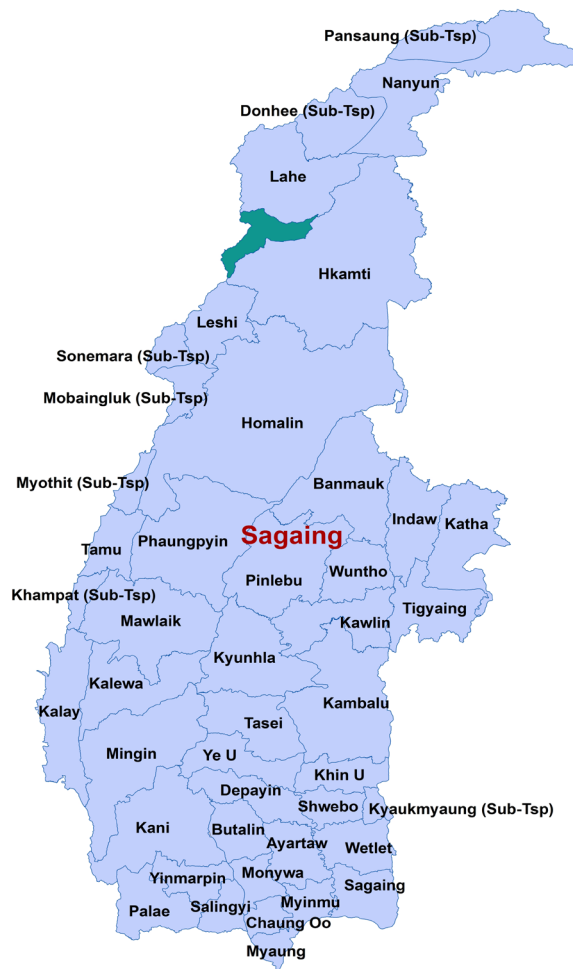 Pansaung (Sub-Tsp)
Nanyun
Donhee (Sub-Tsp)
Lahe
Hkamti
Leshi
Sonemara (Sub-Tsp)
Mobaingluk (Sub-Tsp)
Homalin
Myothit (Sub-Tsp)
Banmauk
Indaw
Katha
Sagaing
Phaungpyin
Tamu
Wuntho
Pinlebu
Khampat (Sub-Tsp)
Tigyaing
Mawlaik
Kawlin
Kyunhla
Kalewa
Kambalu
Kalay
Tasei
Mingin
Ye U
Khin U
Depayin
Shwebo
Kyaukmyaung (Sub-Tsp)
Kani
Butalin
Ayartaw
Wetlet
Monywa
Yinmarpin
Sagaing
Myinmu
Salingyi
Palae
Chaung Oo
Myaung